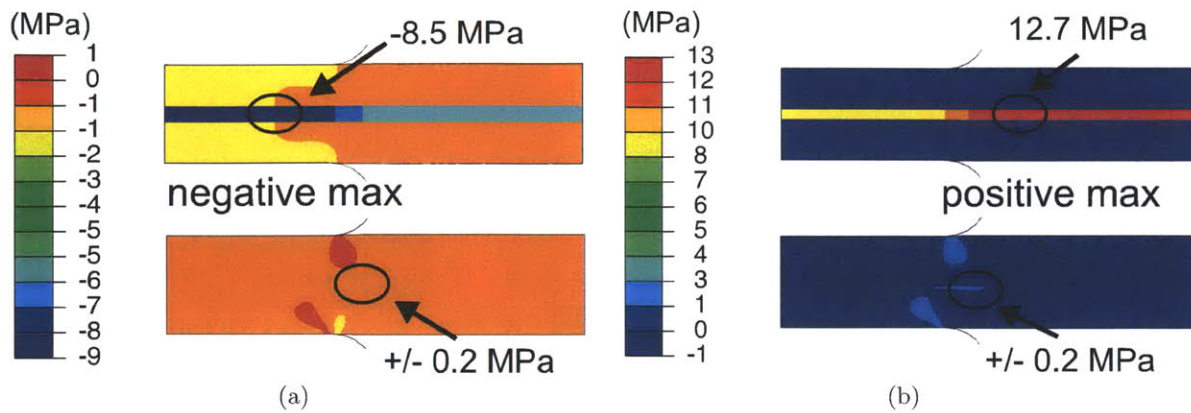 (MPa)
1
0
-1
-1
-2
-3
-4
-5
-6
-7
-8
-9
-8.5 MPa
negative max
+/- 0.2 MPa
(a)
(MPa)
13
12
11
10
8
7
6
4
3
1
0
-1
12.7 MPa
positive max
+/- 0.2 MPa
(b)